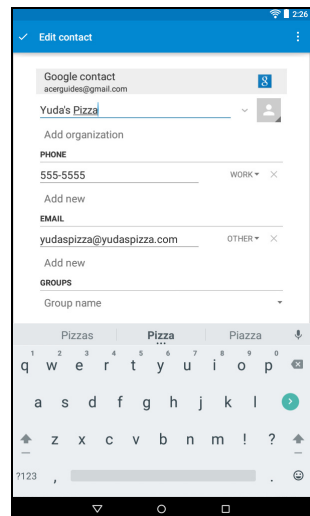 2:26
Edit contact
Google contact
8
acerguides@gmail.com
Yuda's Pizza
Add organization
PHONE
555-5555 WORK
Add new
EMAIL
yudaspizza@yudaspizza.com OTHER
Add new
GROUPS
Group name
Pizzas Pizza Piazza
1 2 3 4 5 6 7 8 9 0
q w e r t y u i o p
a s d f g h j k l
z x c v b n m ! ?
?123 , .